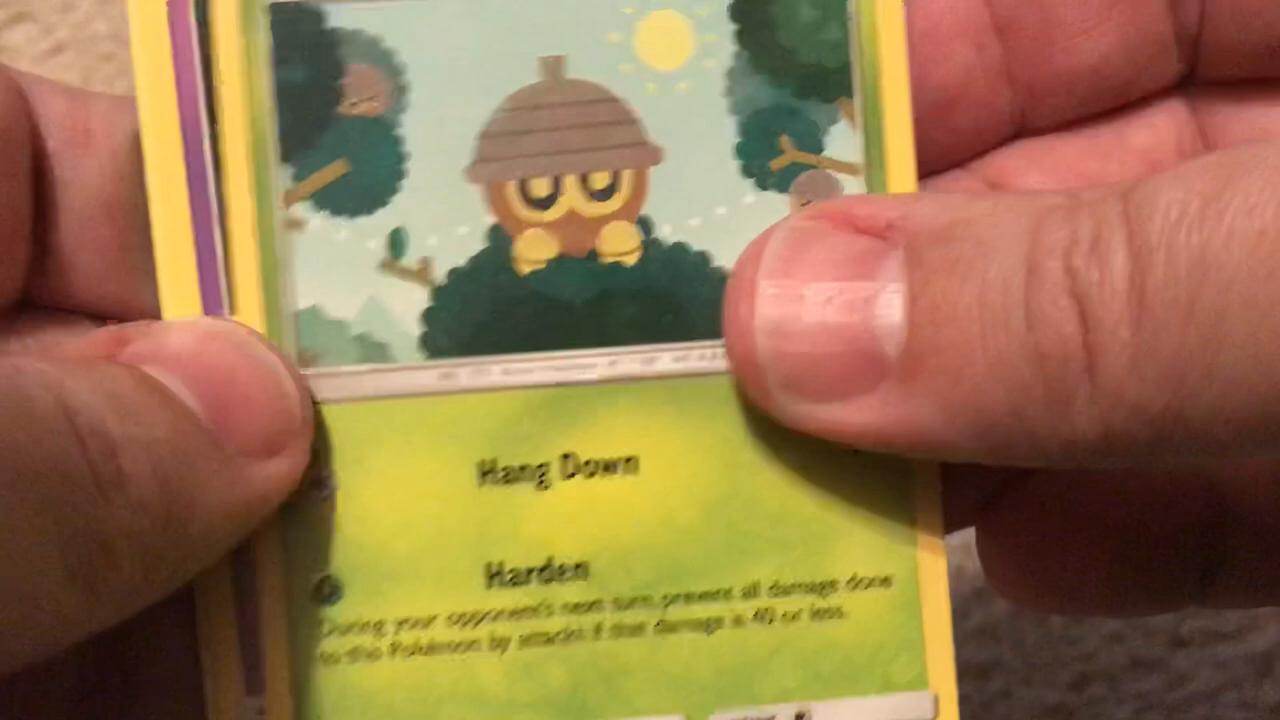 Hang Down
Harden
During your opponent's next turn, prevent all damage done
to this Pokémon by attacks if that damage is 40 or less.